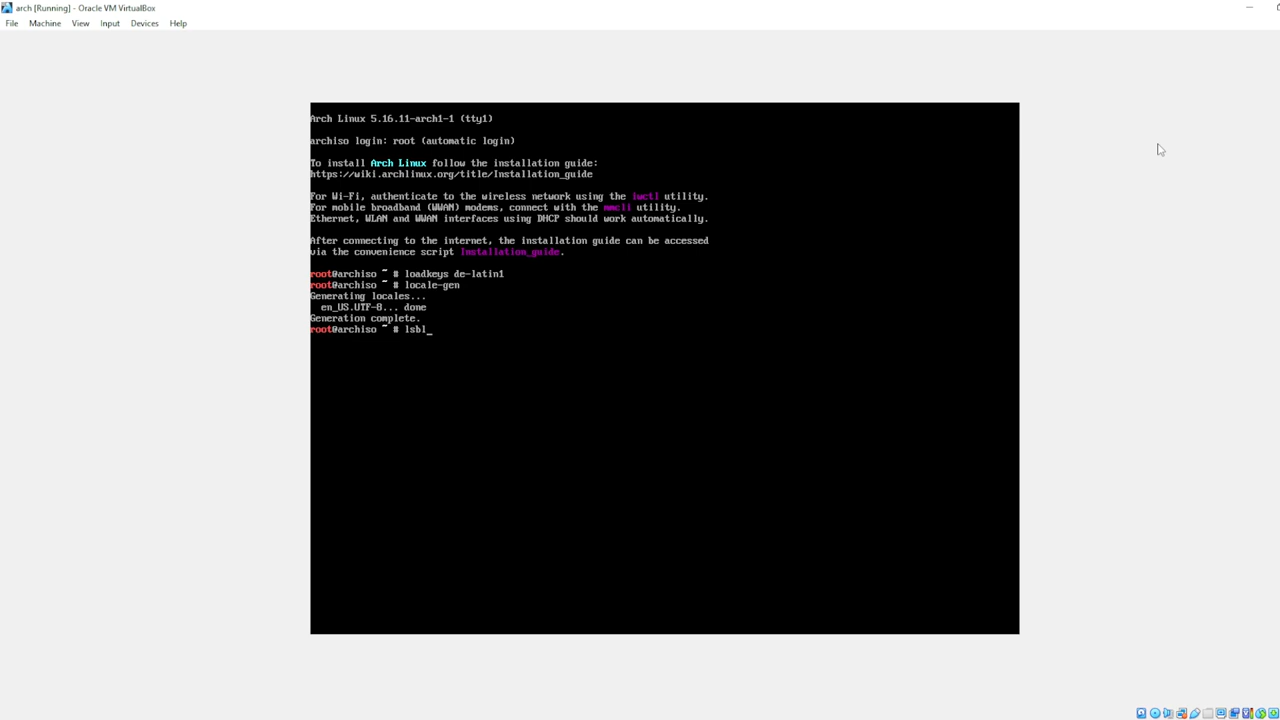 arch [Running] - Oracle VM VirtualBox
File Machine View Input Devices Help
Arch Linux 5.16.11-arch1-1 (tty1)
archiso login: root (automatic login)
To install Arch Linux follow the installation guide:
https://wiki.archlinux.org/title/Installation_guide
For Wi-Fi, authenticate to the wireless network using the iwctl utility.
For mobile broadband (WWAN) modems, connect with the mmcli utility.
Ethernet, WLAN and WWAN interfaces using DHCP should work automatically.
After connecting to the internet, the installation guide can be accessed
via the convenience script Installation_guide.
root@archiso ~ # loadkeys de-latin1
root@archiso ~ # locale-gen
Generating locales...
en_US.UTF-8... done
Generation complete.
root@archiso ~ # lsbl_